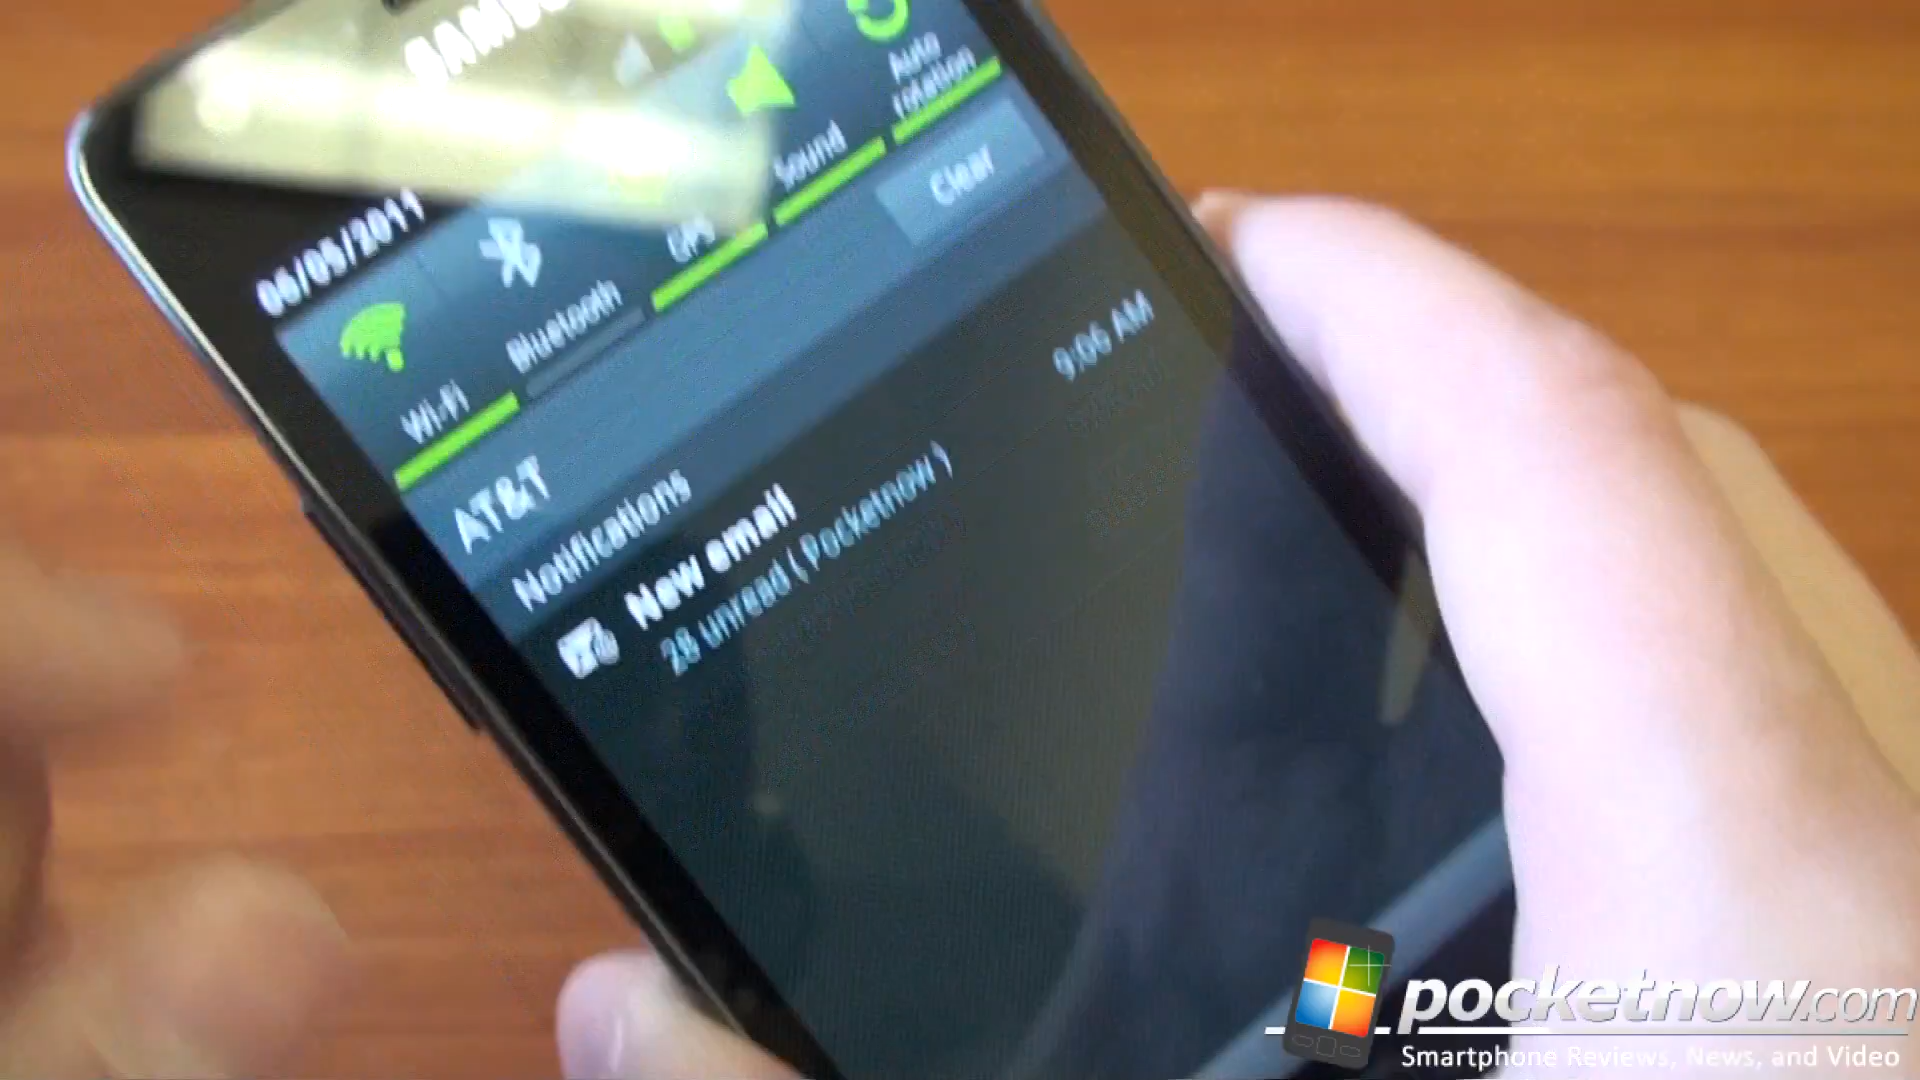 SAMSU
06/05/2011
Wi-Fi
Bluetooth
GPS
Sound
Auto
rotation
AT&T
Clear
Notifications
New email
9:06 AM
28 unread ( Pocketnow )
pocketnow.com
Smartphone Reviews, News, and Video